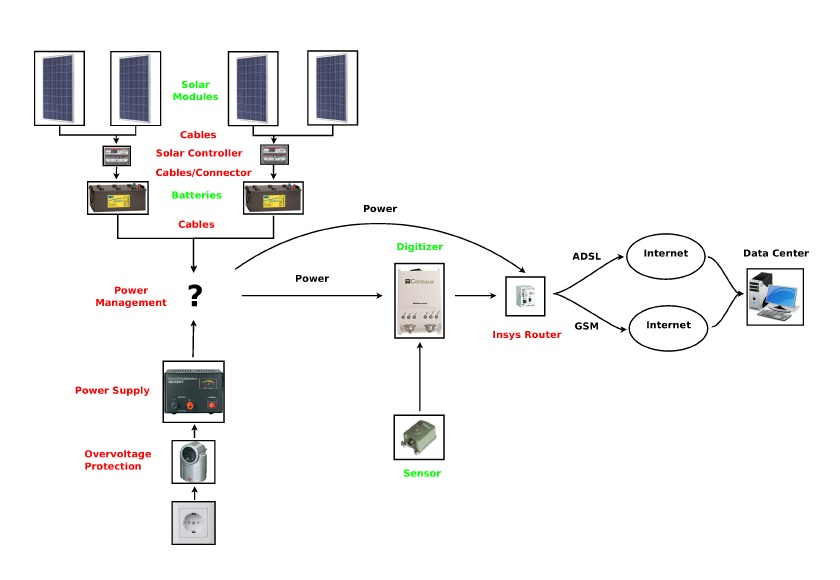 Solar
Modules
Cables
Solar Controller
Cables/Connector
Batteries
Cables
Power
Digitizer
ADSL
Internet
Data Center
Power
Management
?
Power
Centaur
Insys Router
GSM
Internet
Power Supply
Overvoltage
Protection
Sensor